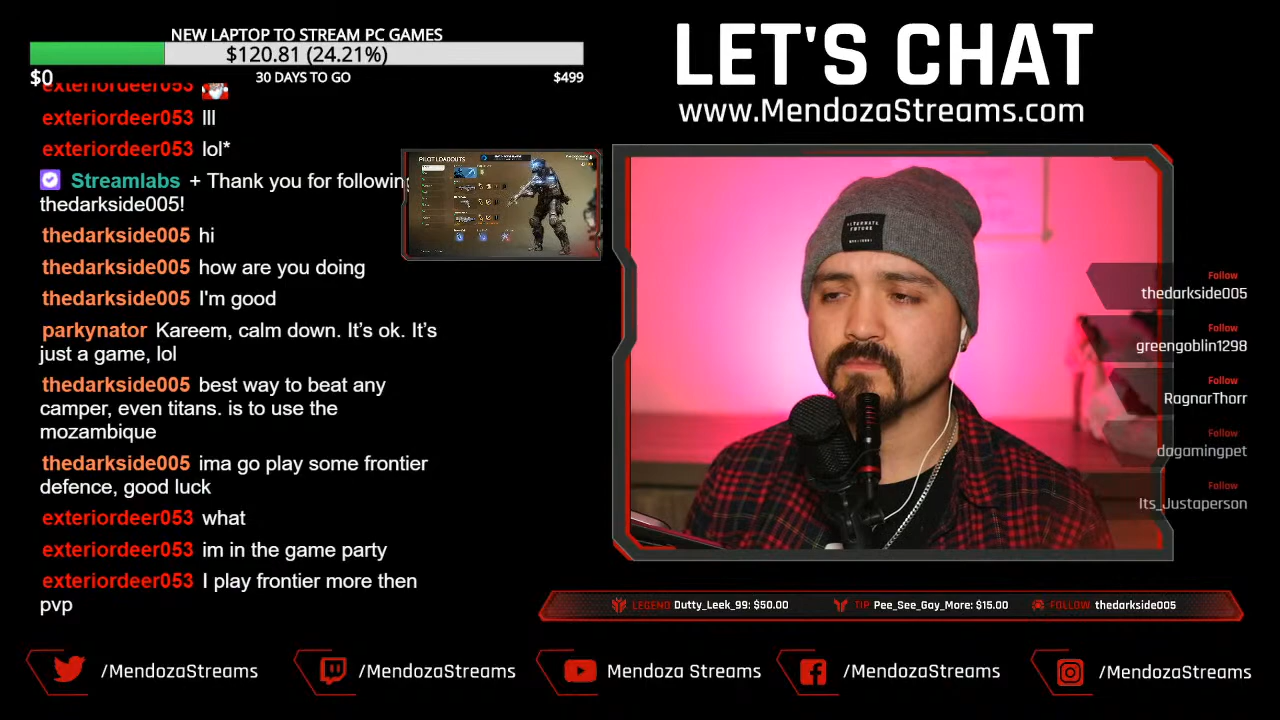 NEW LAPTOP TO STREAM PC GAMES
$120.81 (24.21%)
$0 30 DAYS TO GO $499
exteriordeer053
exteriordeer053 lll
exteriordeer053 lol*
Streamlabs + Thank you for following
thedarkside005!
thedarkside005 hi
thedarkside005 how are you doing
thedarkside005 I'm good
parkynator Kareem, calm down. It's ok. It's
just a game, lol
thedarkside005 best way to beat any
camper, even titans. is to use the
mozambique
thedarkside005 ima go play some frontier
defence, good luck
exteriordeer053 what
exteriordeer053 im in the game party
exteriordeer053 I play frontier more then
pvp
PILOT LOADOUTS
LET'S CHAT
www.MendozaStreams.com
ALTERNATE
FUTURE
Follow
thedarkside005
Follow
greengoblin1298
Follow
RagnarThorr
Follow
dagamingpet
Follow
Its_Justaperson
LEGEND Dutty_Leek_99: $50.00 TIP Pee_See_Gay_More: $15.00 FOLLOW thedarkside005
/MendozaStreams /MendozaStreams Mendoza Streams /MendozaStreams /MendozaStreams